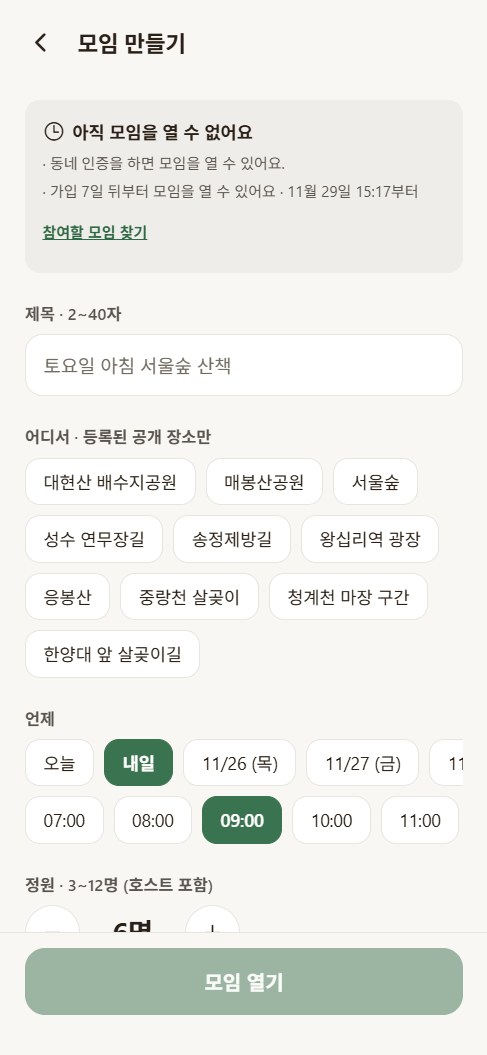 모임 만들기
아직 모임을 열 수 없어요
· 동네 인증을 하면 모임을 열 수 있어요.
· 가입 7일 뒤부터 모임을 열 수 있어요 · 11월 29일 15:17부터
참여할 모임 찾기
제목 · 2~40자
토요일 아침 서울숲 산책
어디서 · 등록된 공개 장소만
대현산 배수지공원 매봉산공원 서울숲
성수 연무장길 송정제방길 왕십리역 광장
응봉산 중랑천 살곶이 청계천 마장 구간
한양대 앞 살곶이길
언제
오늘 내일 11/26 (목) 11/27 (금) 11
07:00 08:00 09:00 10:00 11:00
정원 · 3~12명 (호스트 포함)
6명
모임 열기